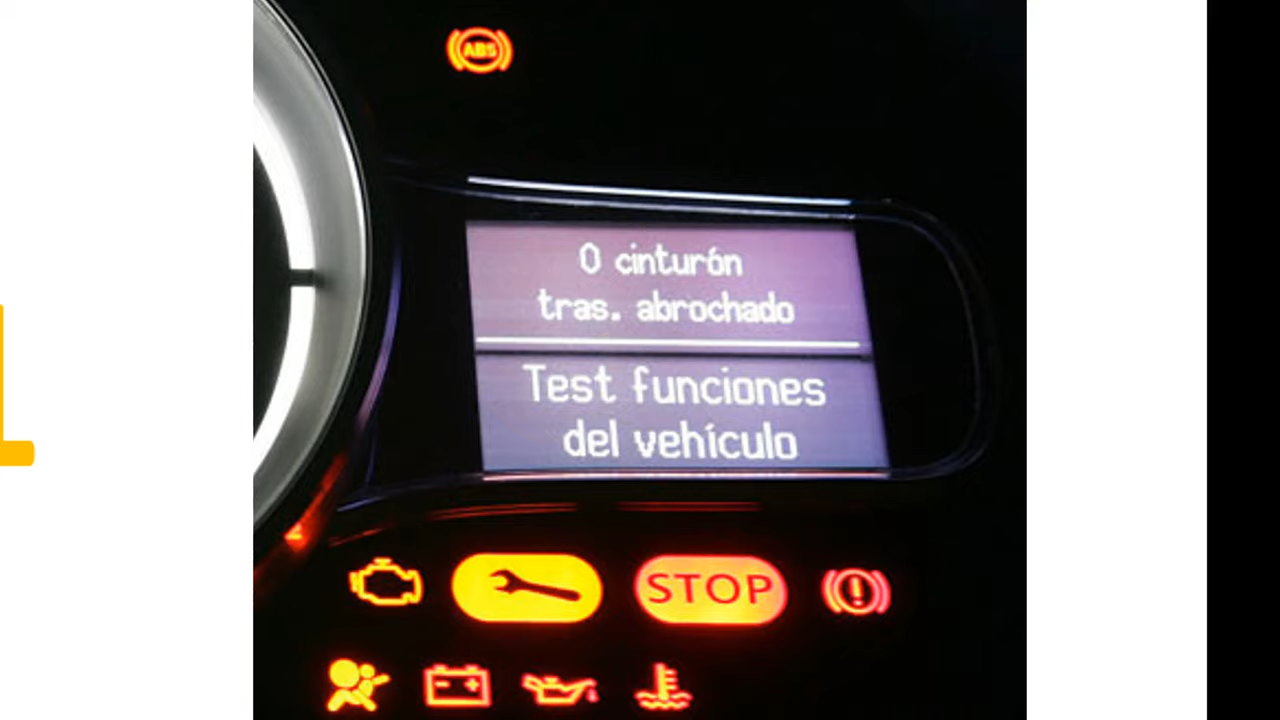 ABS
0 cinturón
tras. abrochado
Test funciones
del vehículo
STOP